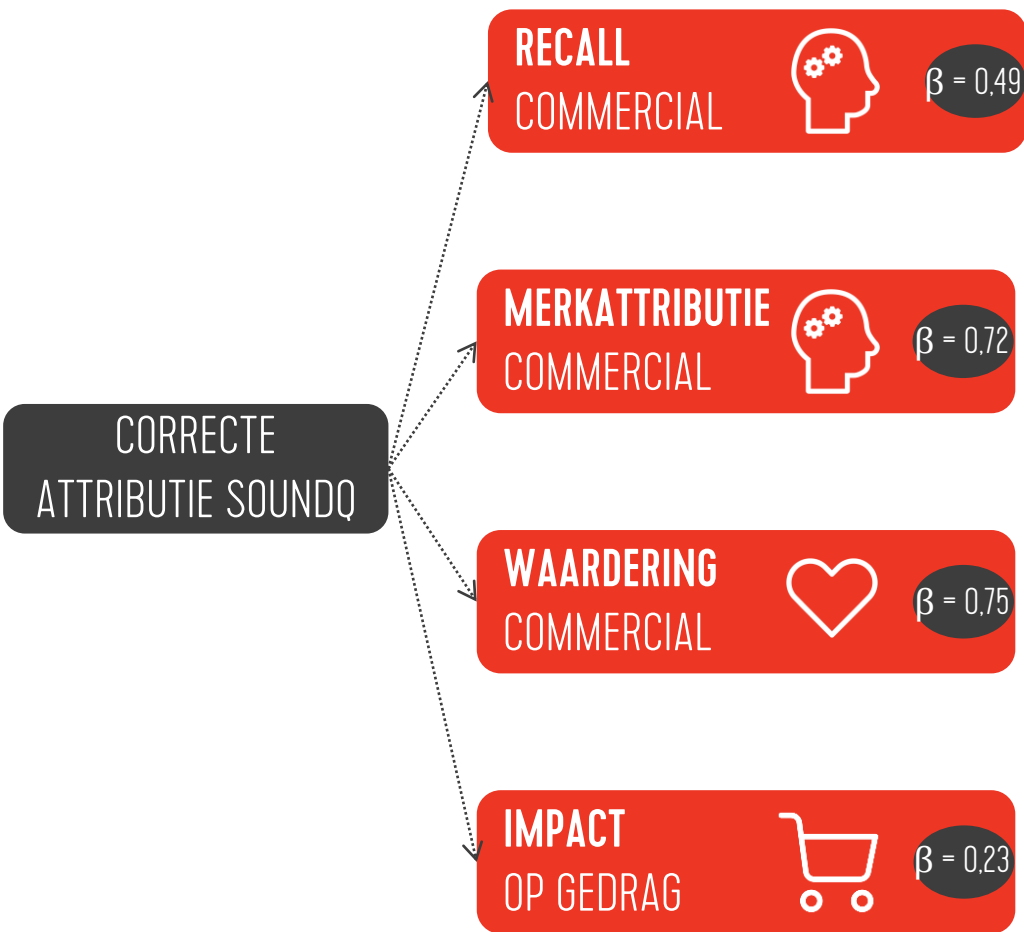 RECALL
COMMERCIAL
β = 0,49
MERKATTRIBUTIE
COMMERCIAL
β = 0,72
CORRECTE
ATTRIBUTIE SOUNDQ
WAARDERING
COMMERCIAL
β = 0,75
IMPACT
OP GEDRAG
β = 0,23